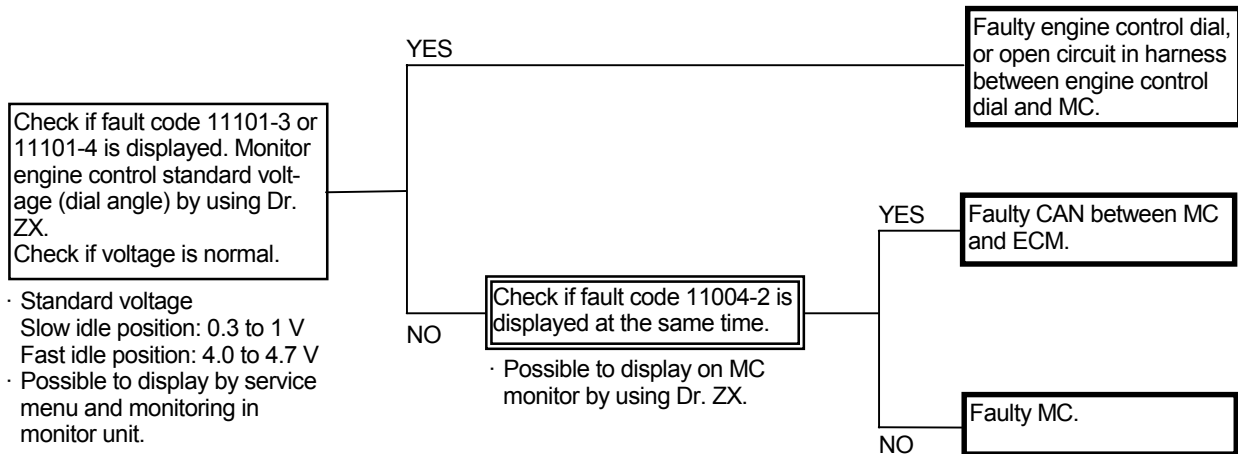 YES
Faulty engine control dial,
or open circuit in harness
between engine control
dial and MC.
Check if fault code 11101-3 or
11101-4 is displayed. Monitor
engine control standard volt-
age (dial angle) by using Dr.
ZX.
Check if voltage is normal.
· Standard voltage
Slow idle position: 0.3 to 1 V
Fast idle position: 4.0 to 4.7 V
· Possible to display by service
menu and monitoring in
monitor unit.
NO
Check if fault code 11004-2 is
displayed at the same time.
· Possible to display on MC
monitor by using Dr. ZX.
YES
Faulty CAN between MC
and ECM.
NO
Faulty MC.